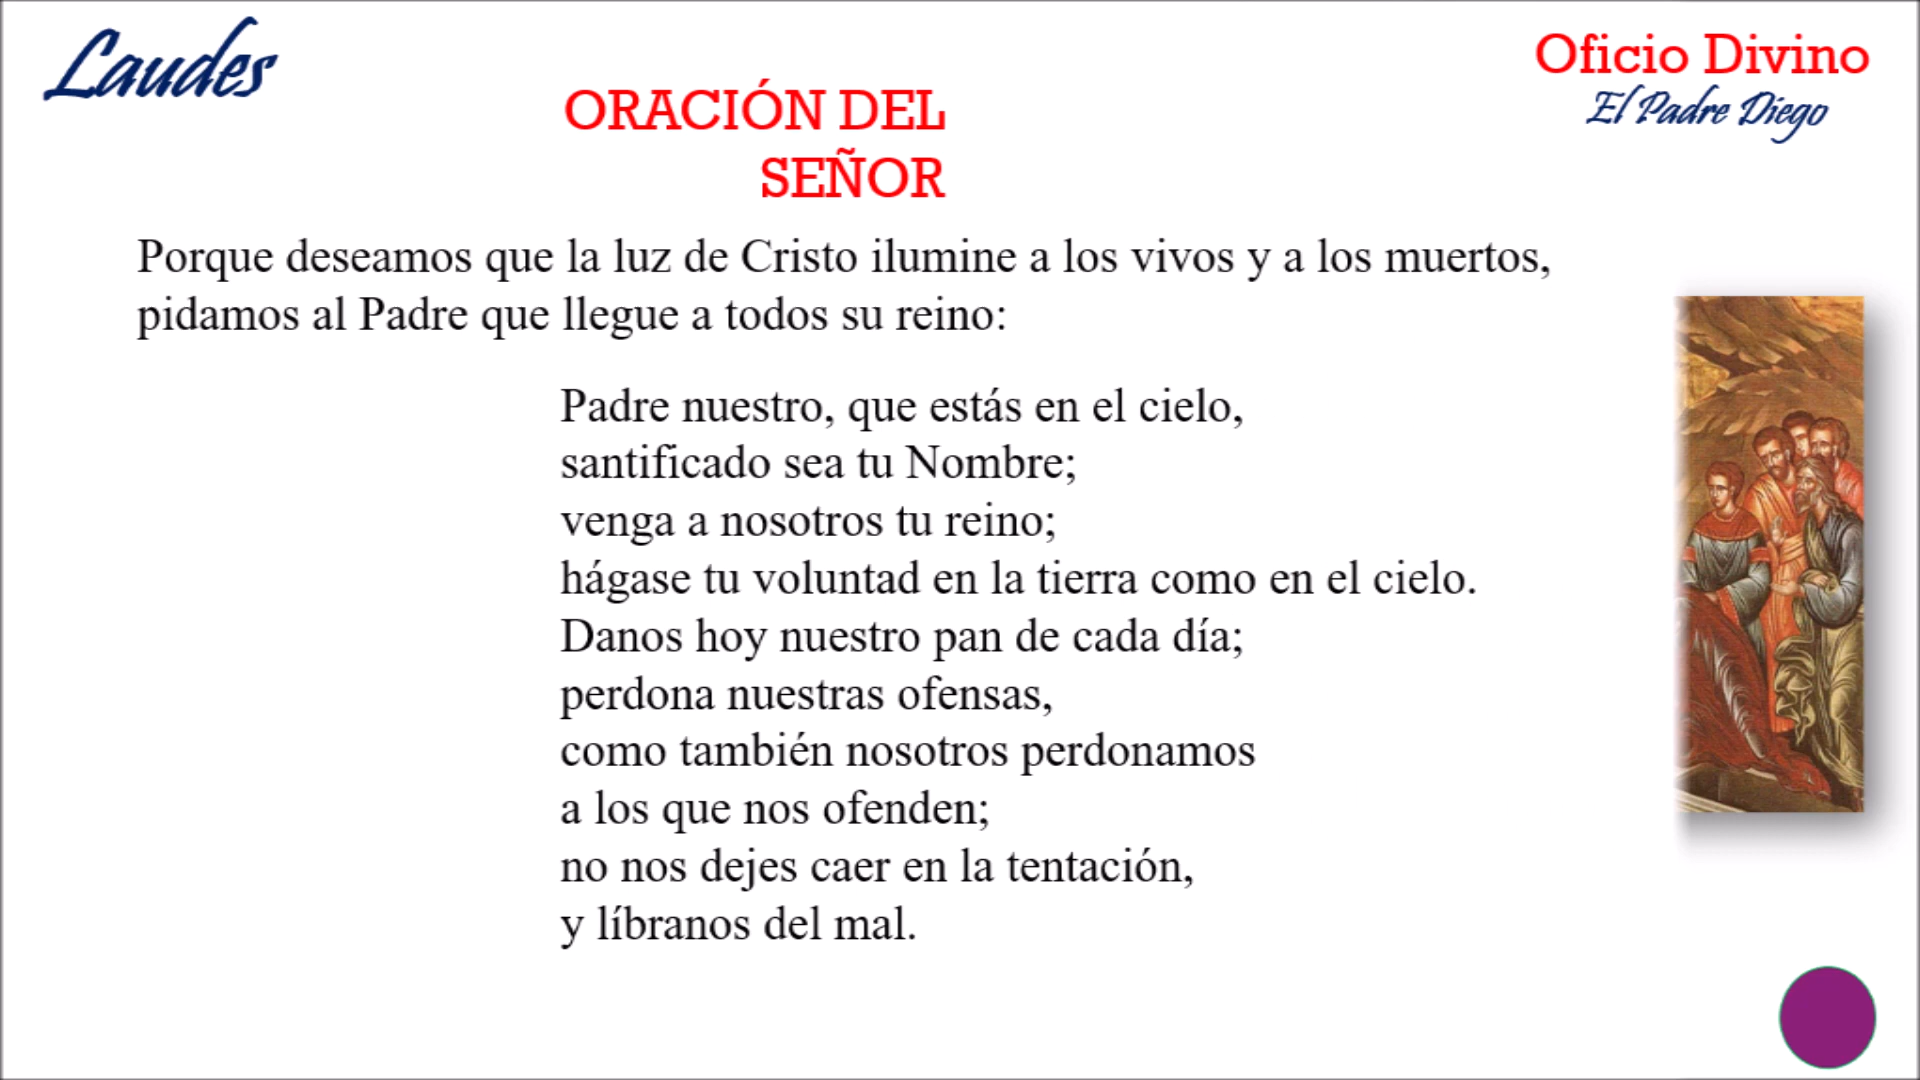 Laudes
Oficio Divino
El Padre Diego
ORACIÓN DEL
SEÑOR
Porque deseamos que la luz de Cristo ilumine a los vivos y a los muertos,
pidamos al Padre que llegue a todos su reino:
Padre nuestro, que estás en el cielo,
santificado sea tu Nombre;
venga a nosotros tu reino;
hágase tu voluntad en la tierra como en el cielo.
Danos hoy nuestro pan de cada día;
perdona nuestras ofensas,
como también nosotros perdonamos
a los que nos ofenden;
no nos dejes caer en la tentación,
y líbranos del mal.